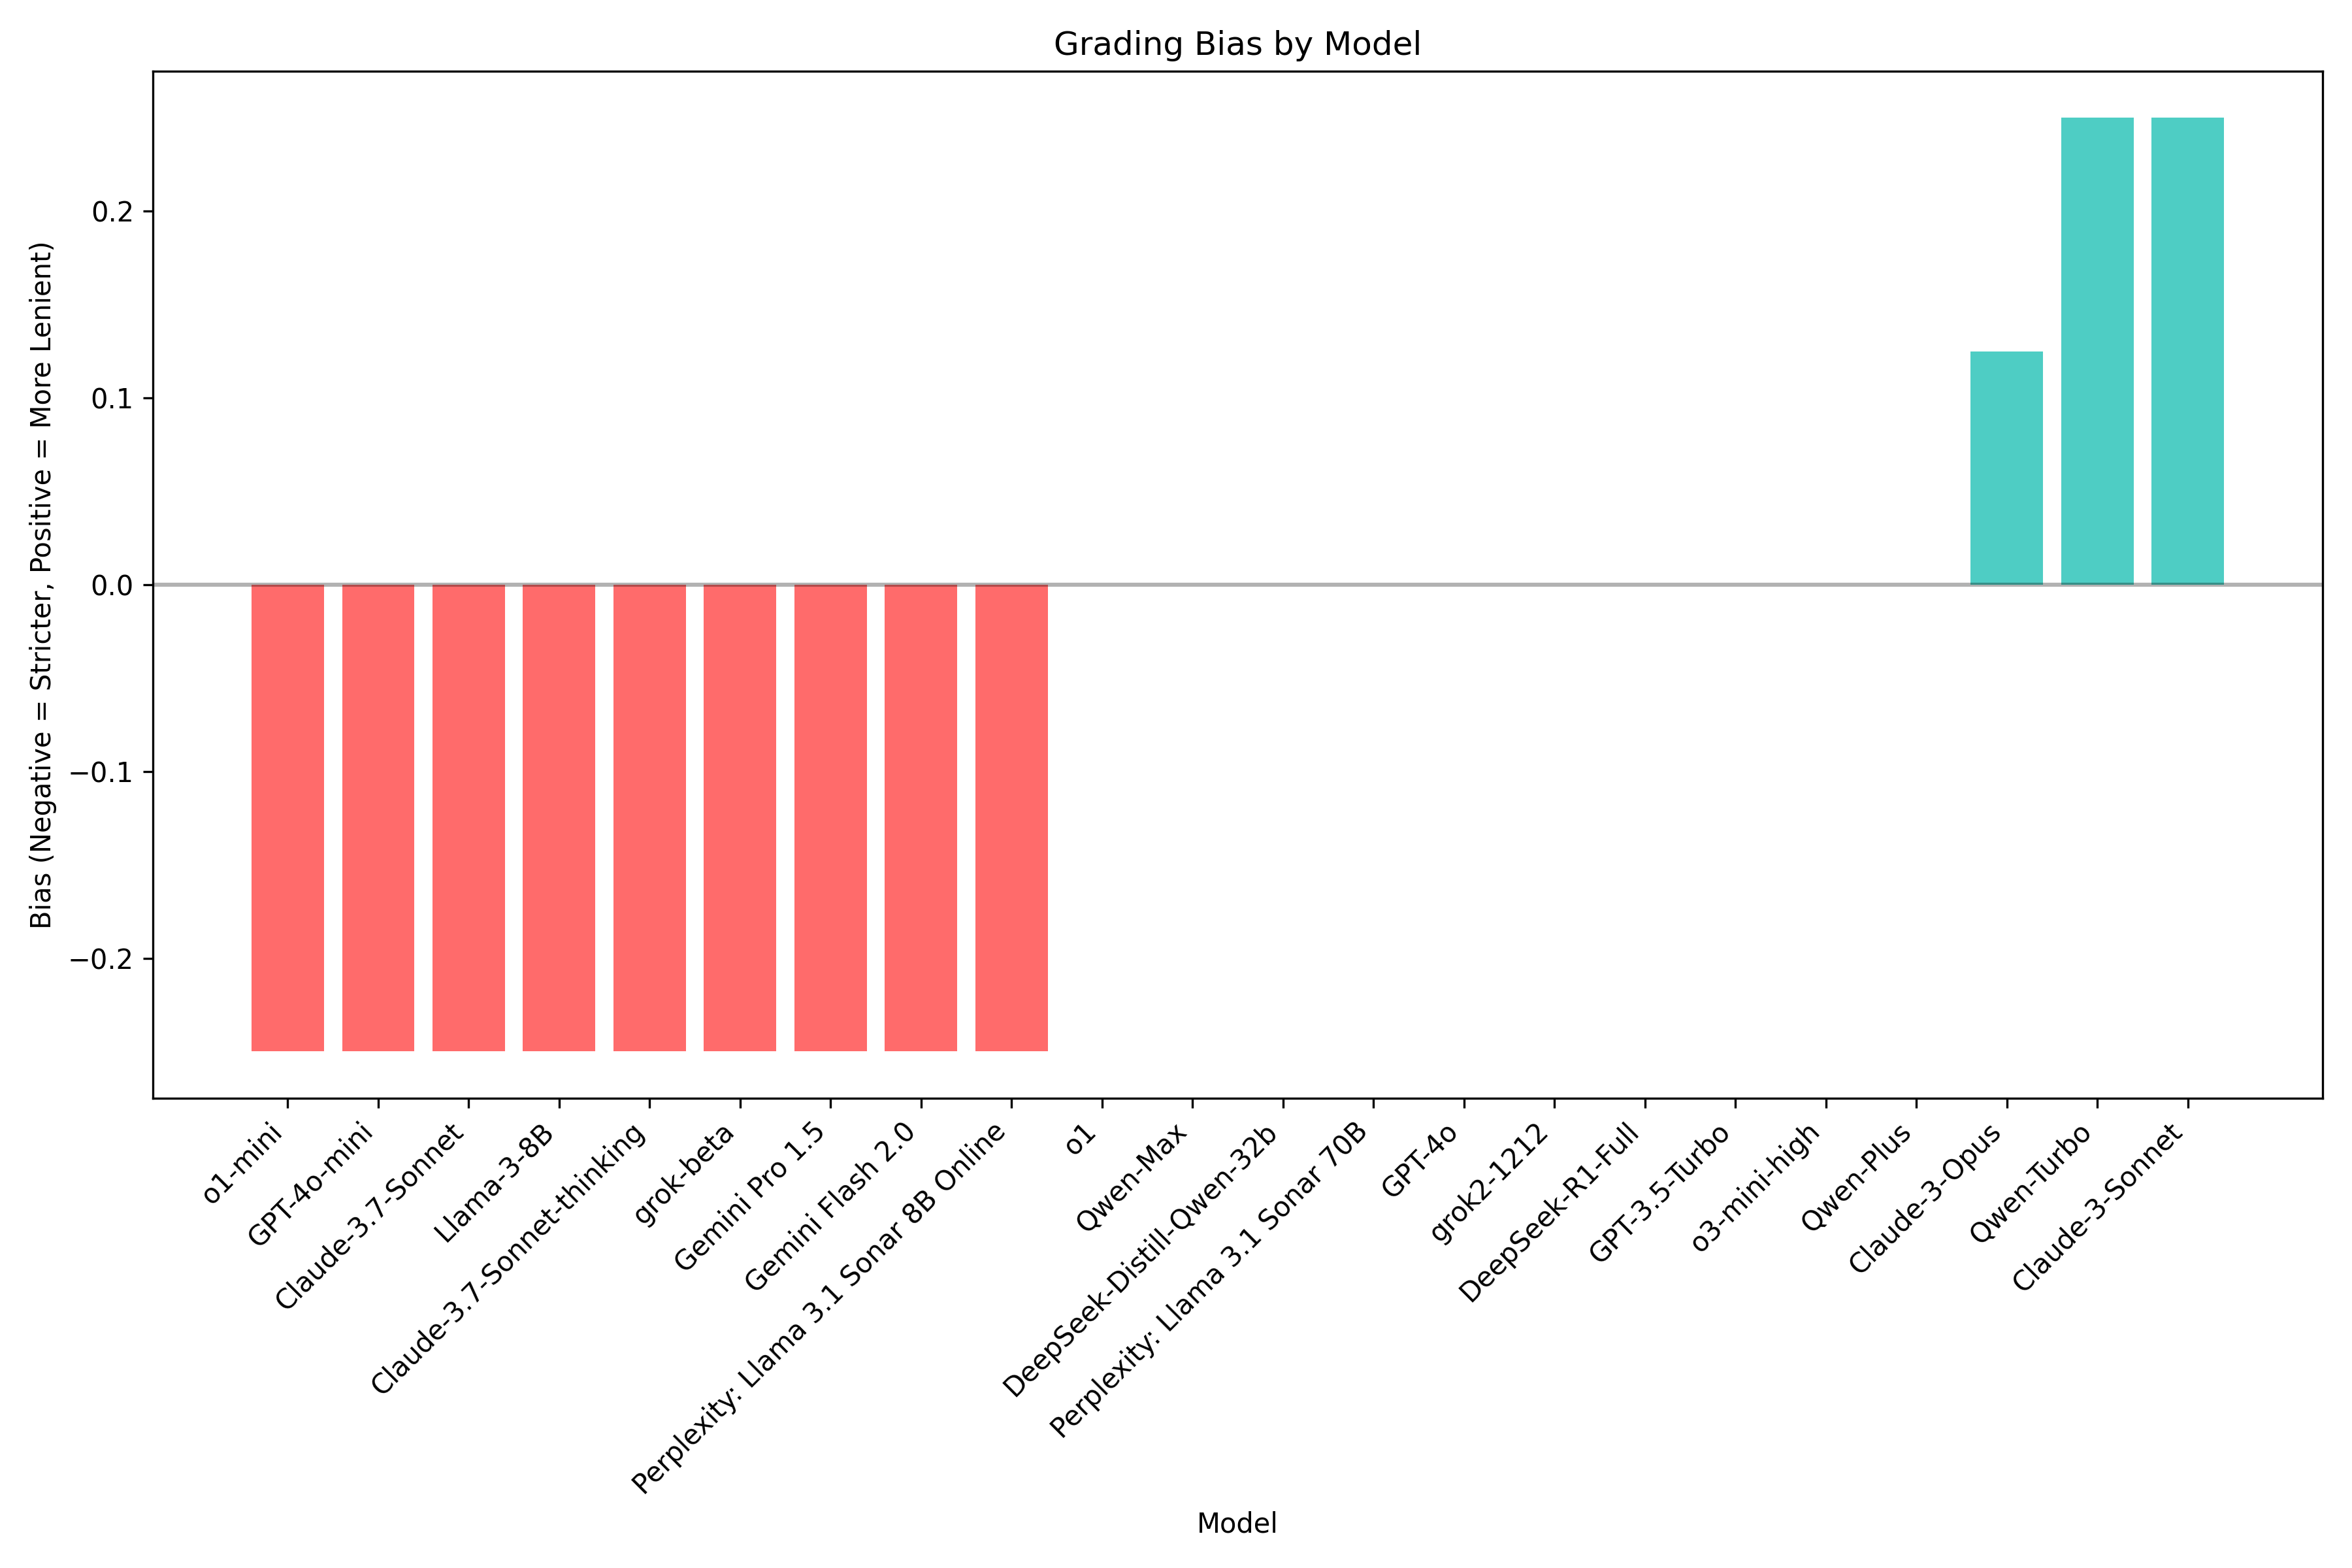 Grading Bias by Model
Bias (Negative = Stricter, Positive = More Lenient)
0.2
0.1
0.0
−0.1
−0.2
o1-mini
GPT-4o-mini
Claude-3.7-Sonnet
Llama-3-8B
Claude-3.7-Sonnet-thinking
grok-beta
Gemini Pro 1.5
Gemini Flash 2.0
Perplexity: Llama 3.1 Sonar 8B Online
o1
Qwen-Max
DeepSeek-Distill-Qwen-32b
Perplexity: Llama 3.1 Sonar 70B
GPT-4o
grok2-1212
DeepSeek-R1-Full
GPT-3.5-Turbo
o3-mini-high
Qwen-Plus
Claude-3-Opus
Qwen-Turbo
Claude-3-Sonnet
Model